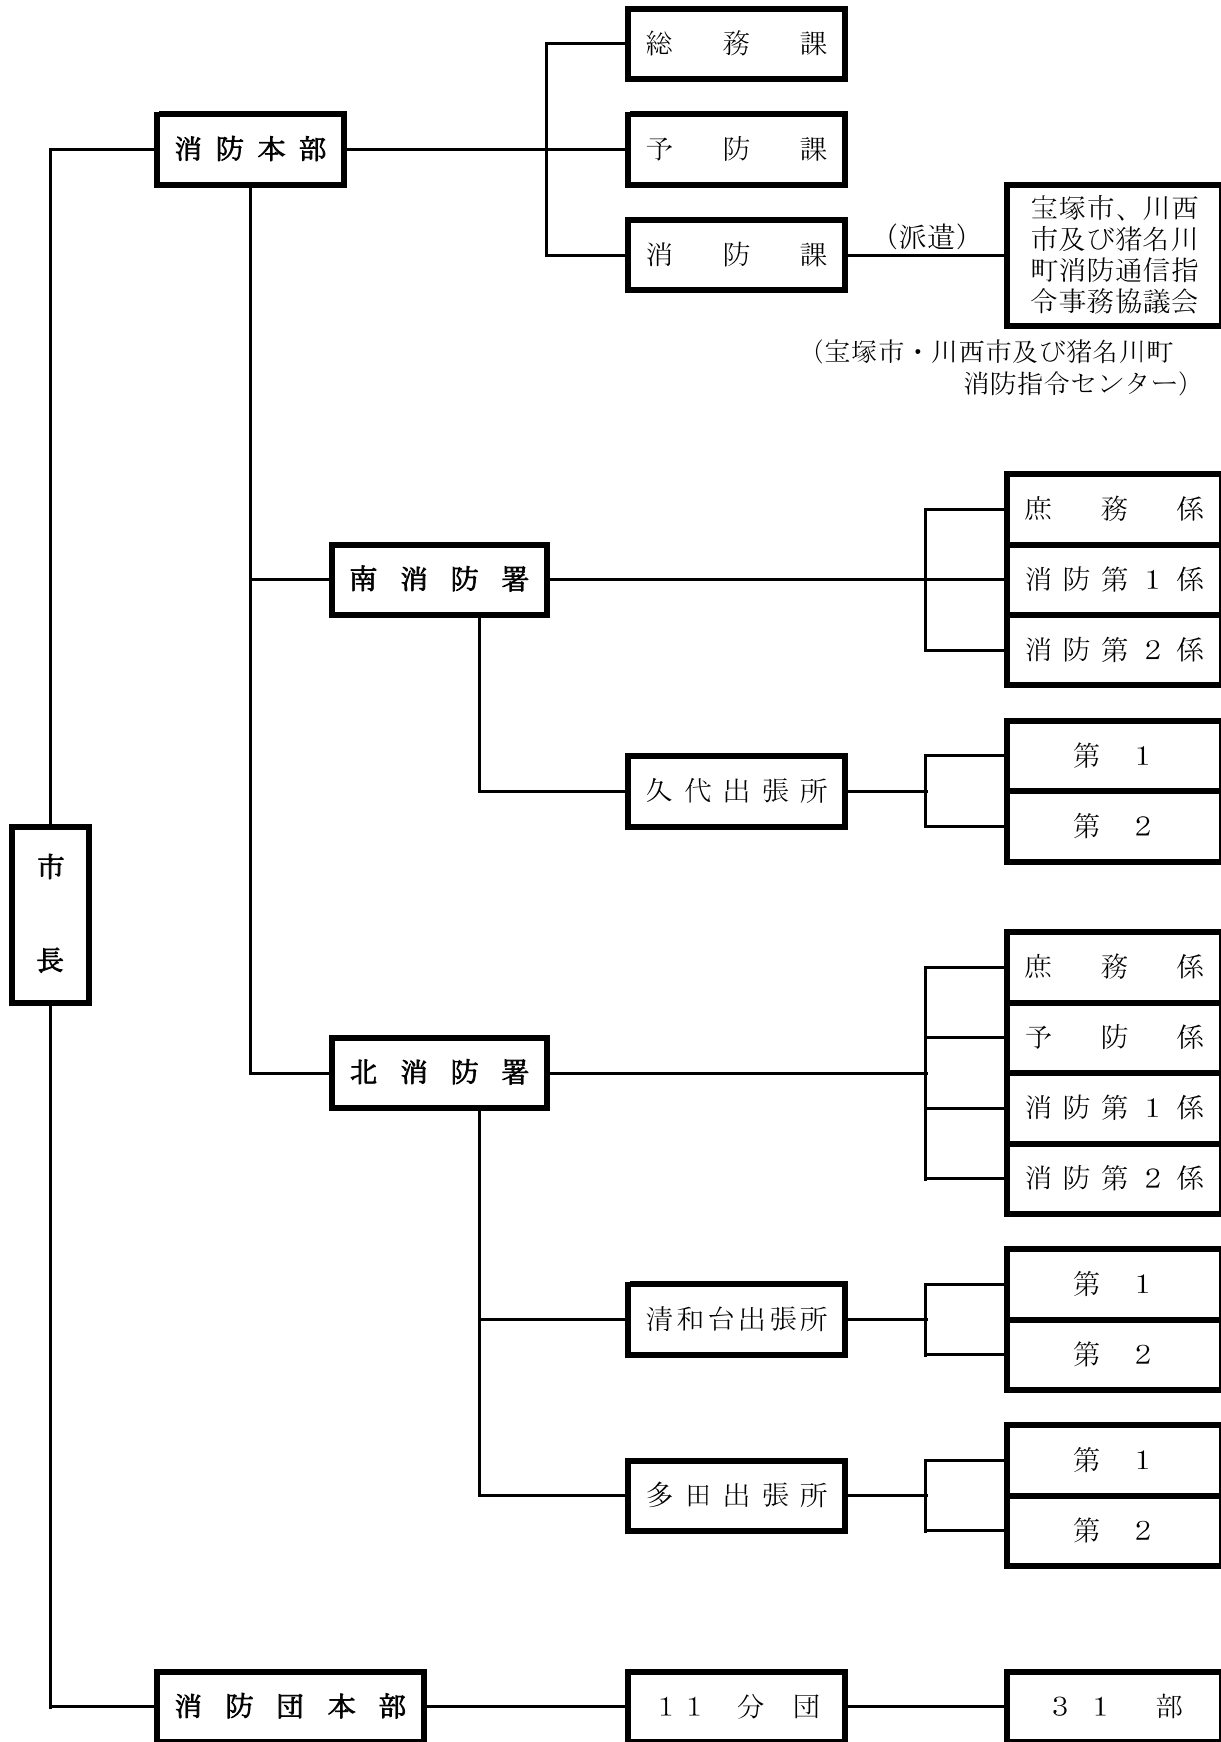 総務課
消防本部
予防課
消防課
（派遣）
宝塚市、川西
市及び猪名川
町消防通信指
令事務協議会
（宝塚市・川西市及び猪名川町
消防指令センター）
南消防署
庶務係
消防第１係
消防第２係
久代出張所
第１
第２
市
長
北消防署
庶務係
予防係
消防第１係
消防第２係
清和台出張所
第１
第２
多田出張所
第１
第２
消防団本部
１１分団
３１部